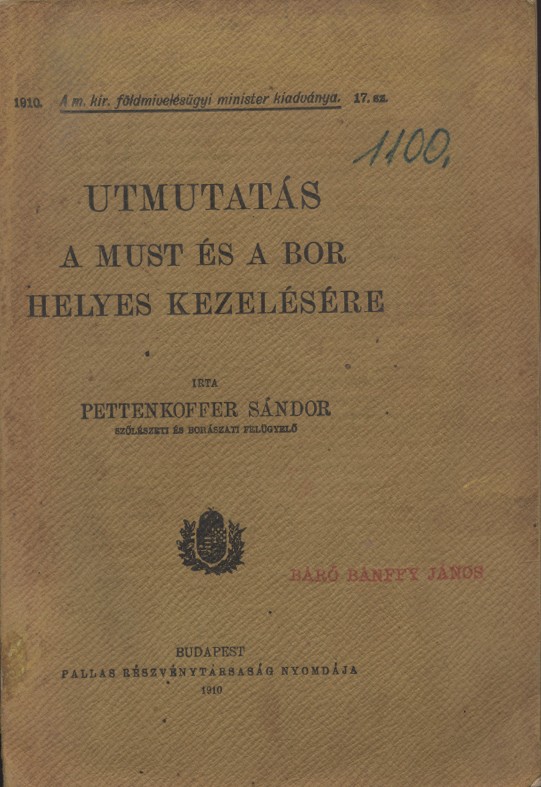 1910. A m. kir. földmivelésügyi minister kiadványa. 17. sz.
1100.
UTMUTATÁS
A MUST ÉS A BOR
HELYES KEZELÉSÉRE
IRTA
PETTENKOFFER SÁNDOR
SZŐLÉSZETI ÉS BORÁSZATI FELÜGYELŐ
BÁRÓ BÁNFFY JÁNOS
BUDAPEST
PALLAS RÉSZVÉNYTÁRSASÁG NYOMDÁJA
1910